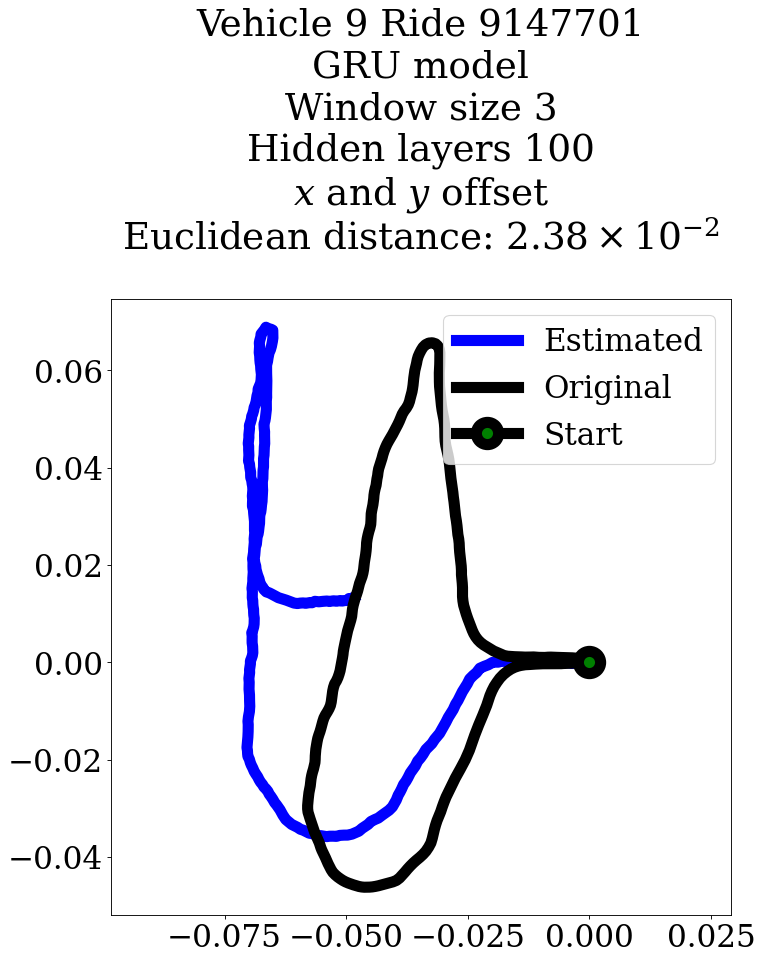 Vehicle 9 Ride 9147701
GRU model
Window size 3
Hidden layers 100
x and y offset
Euclidean distance: 2.38 × 10⁻²
Estimated
Original
Start
0.06
0.04
0.02
0.00
−0.02
−0.04
−0.075 −0.050 −0.025 0.000 0.025